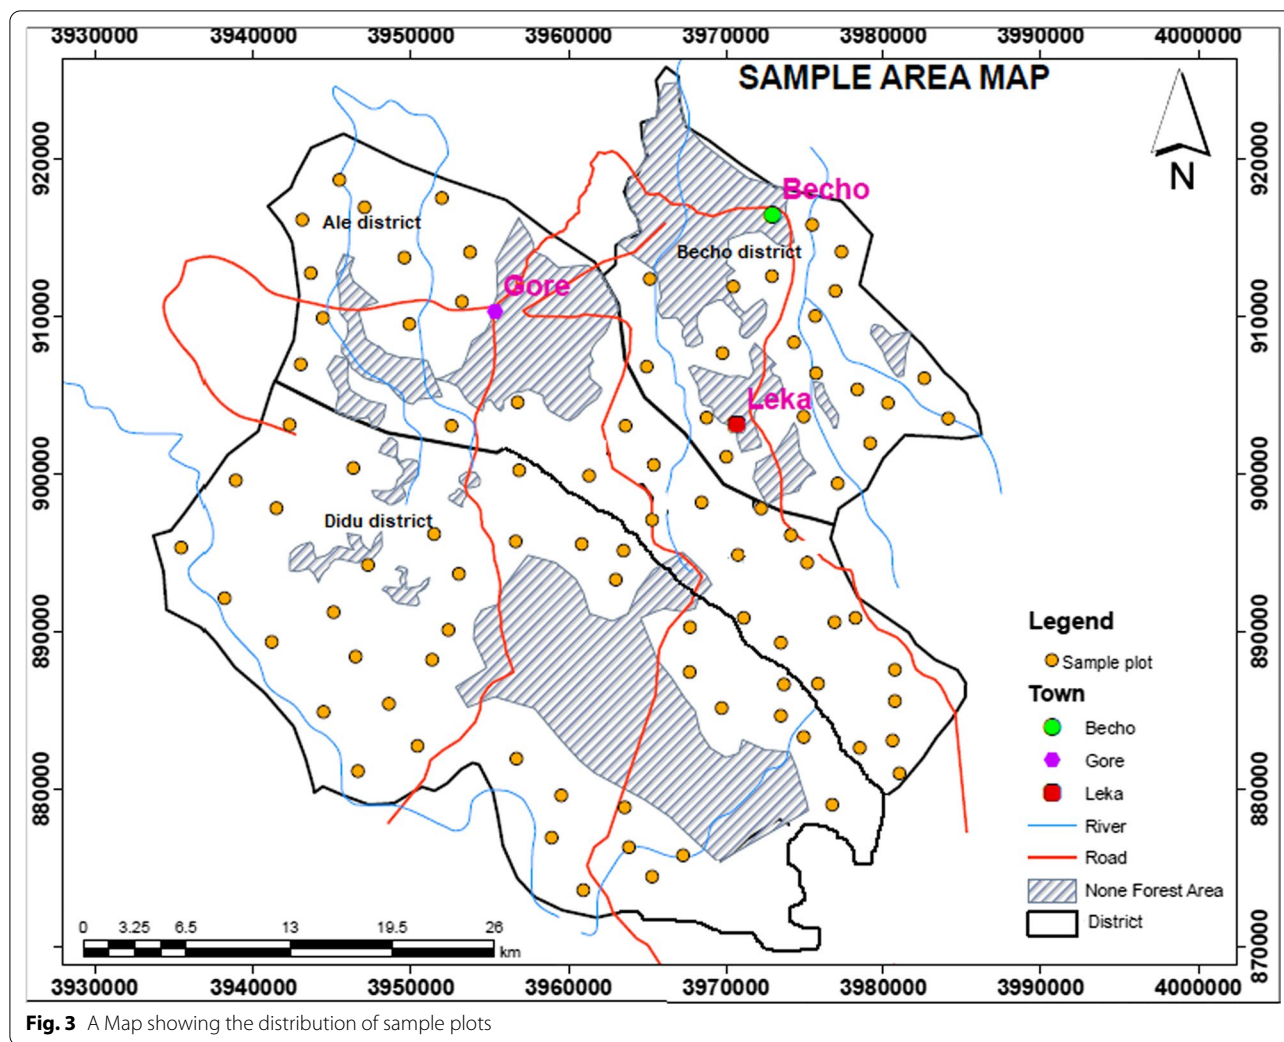 3930000 3940000 3950000 3960000 3970000 3980000 3990000 4000000
SAMPLE AREA MAP
N
920000
920000
Becho
Ale district
Becho district
Gore
910000
910000
Leka
900000
900000
Didu district
890000
890000
Legend
Sample plot
Town
Becho
Gore
Leka
River
Road
None Forest Area
District
880000
880000
870000
0 3.25 6.5 13 19.5 26
km
3930000 3940000 3950000 3960000 3970000 3980000 3990000 4000000
Fig. 3 A Map showing the distribution of sample plots